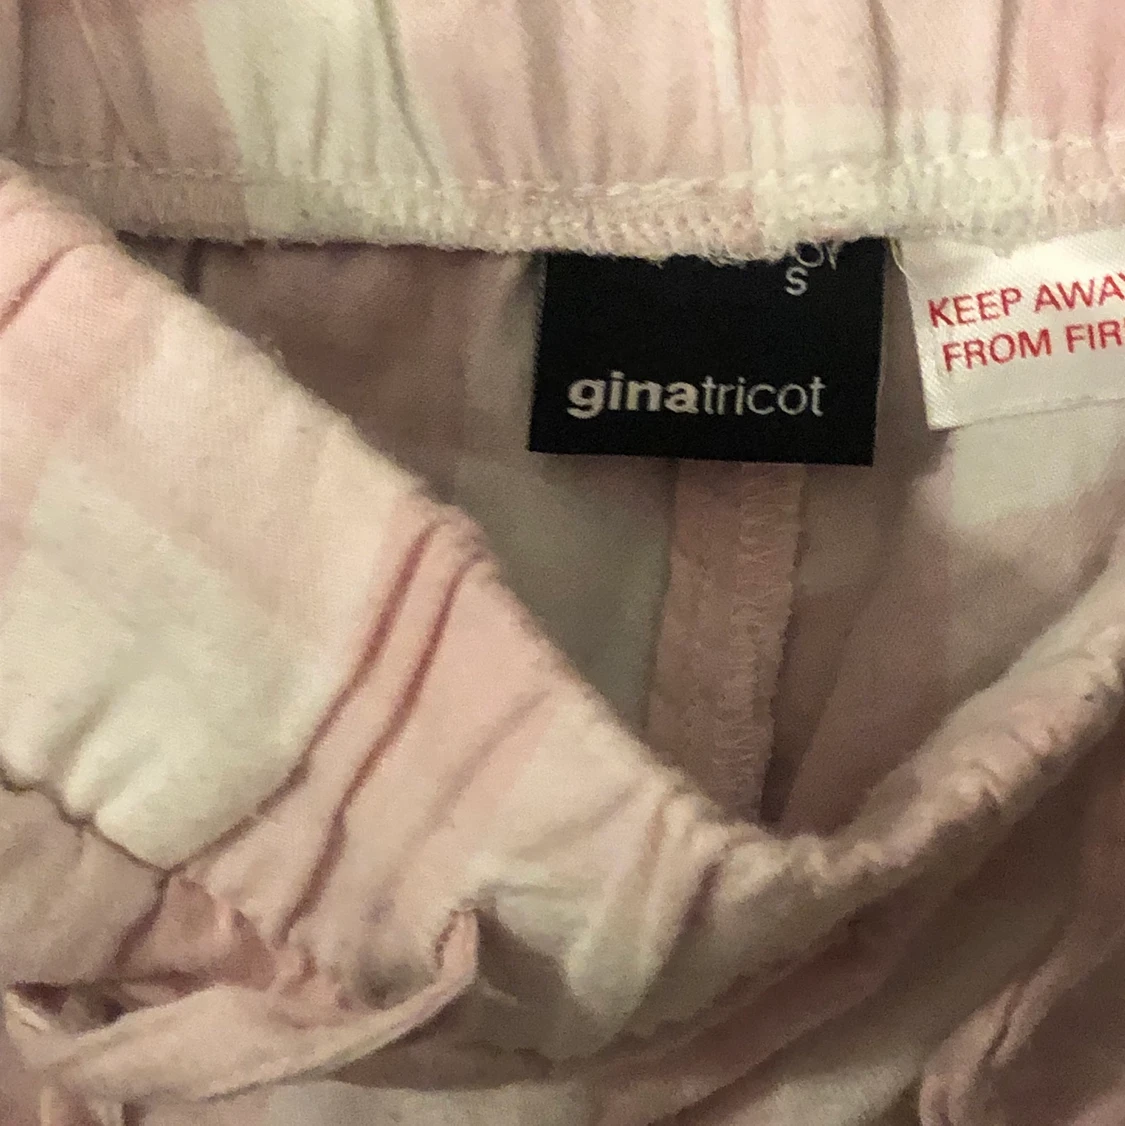 S
ginatricot
KEEP AWAY
FROM FIR